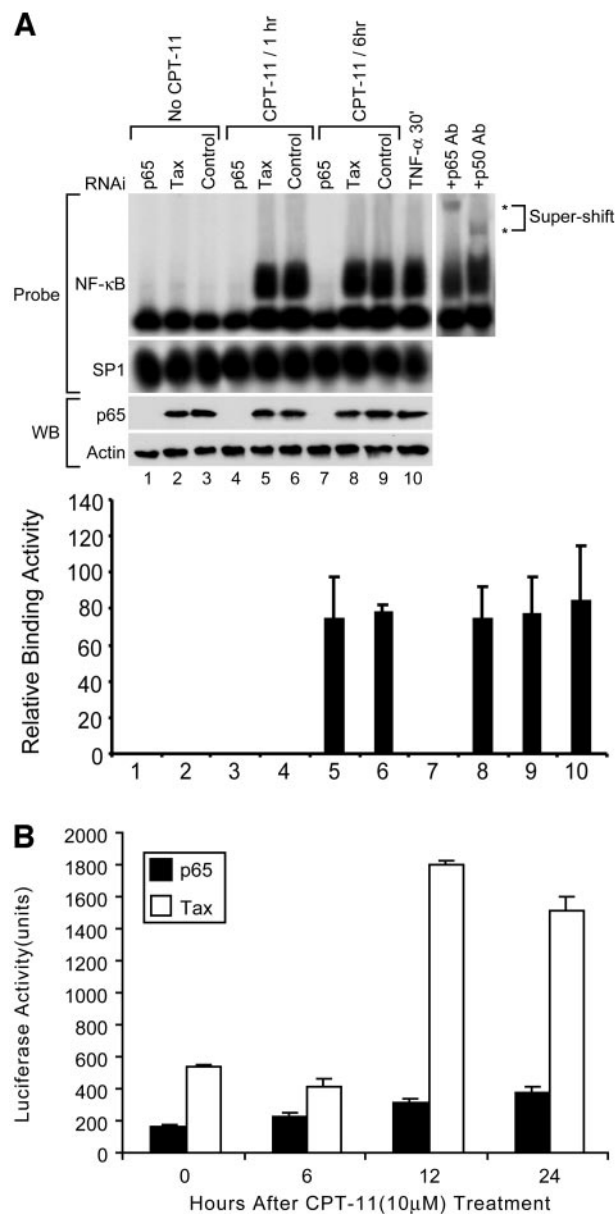 A
No CPT-11
CPT-11 / 1 hr
CPT-11 / 6hr
RNAi
p65
Tax
Control
p65
Tax
Control
p65
Tax
Control
TNF-α 30'
+p65 Ab
+p50 Ab
*
*
Super-shift
Probe
NF-κB
SP1
WB
p65
Actin
1 2 3 4 5 6 7 8 9 10
Relative Binding Activity
140
120
100
80
60
40
20
0
1 2 3 4 5 6 7 8 9 10
B
Luciferase Activity(units)
2000
1800
1600
1400
1200
1000
800
600
400
200
0
p65
Tax
0 6 12 24
Hours After CPT-11(10μM) Treatment